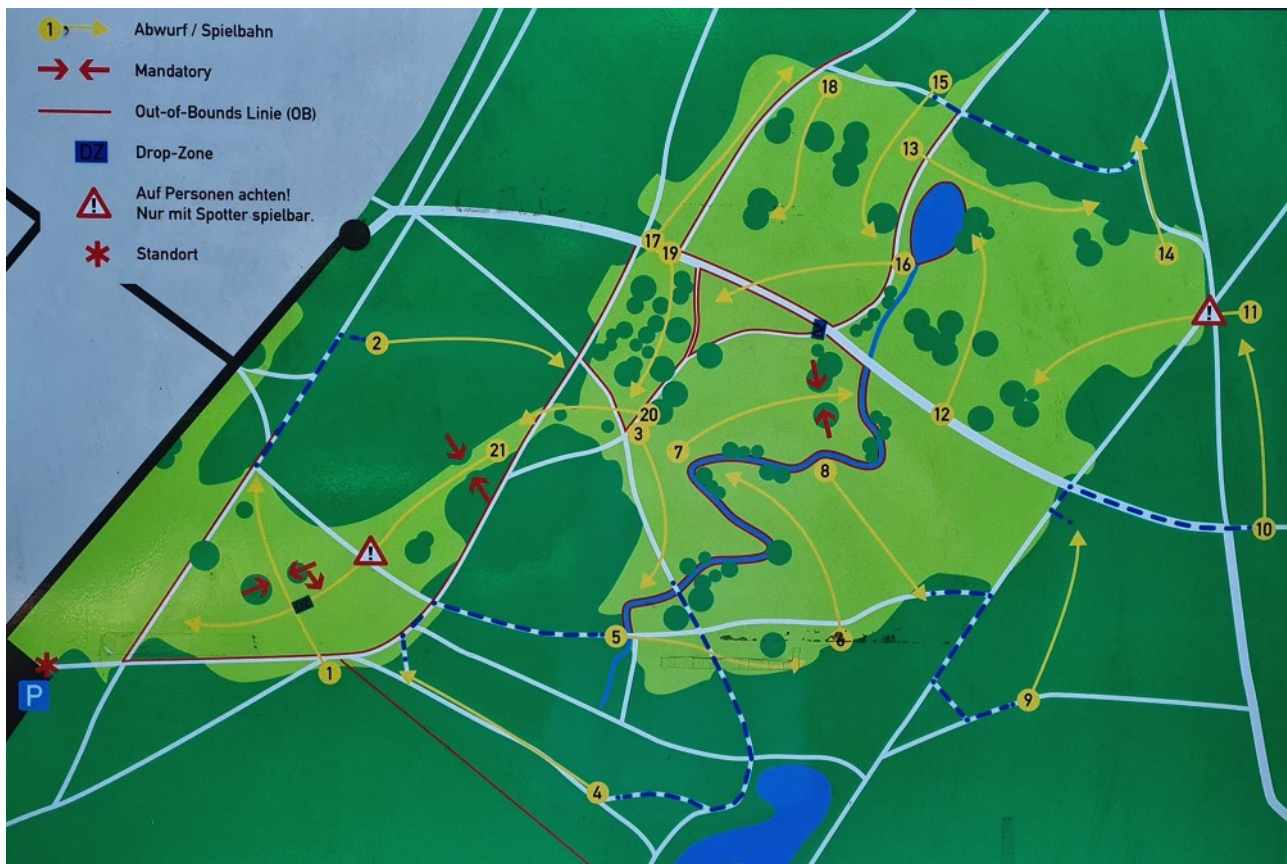 1 Abwurf / Spielbahn
Mandatory
Out-of-Bounds Linie (OB)
DZ Drop-Zone
! Auf Personen achten!
Nur mit Spotter spielbar.
Standort
18
15
13
17
19
16
14
! 11
2
20
3
12
21
7
8
10
!
DZ
5
6
1
P
9
4